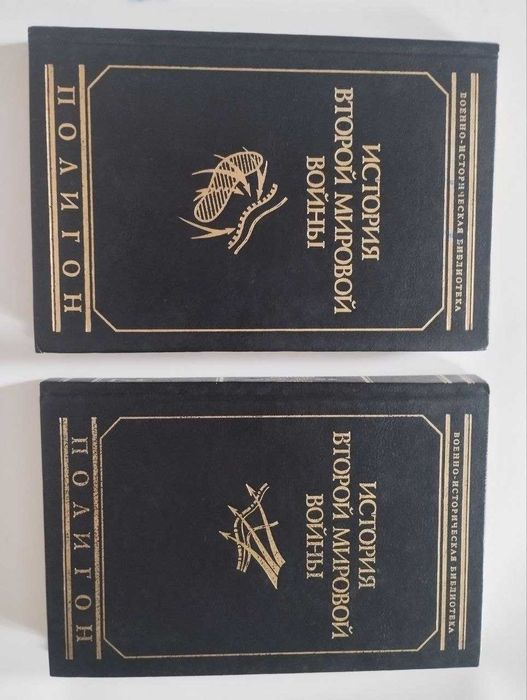 ВОЕННО-ИСТОРИЧЕСКАЯ БИБЛИОТЕКА
ИСТОРИЯ
ВТОРОЙ МИРОВОЙ
ВОЙНЫ
ПОЛИГОН
ВОЕННО-ИСТОРИЧЕСКАЯ БИБЛИОТЕКА
ИСТОРИЯ
ВТОРОЙ МИРОВОЙ
ВОЙНЫ
ПОЛИГОН